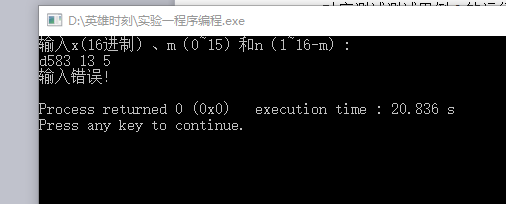 D:\英雄时刻\实验一程序编程.exe
输入x(16进制) 、m (0~15) 和n (1~16-m) :
d583 13 5
输入错误!
Process returned 0 (0x0)   execution time : 20.836 s
Press any key to continue.